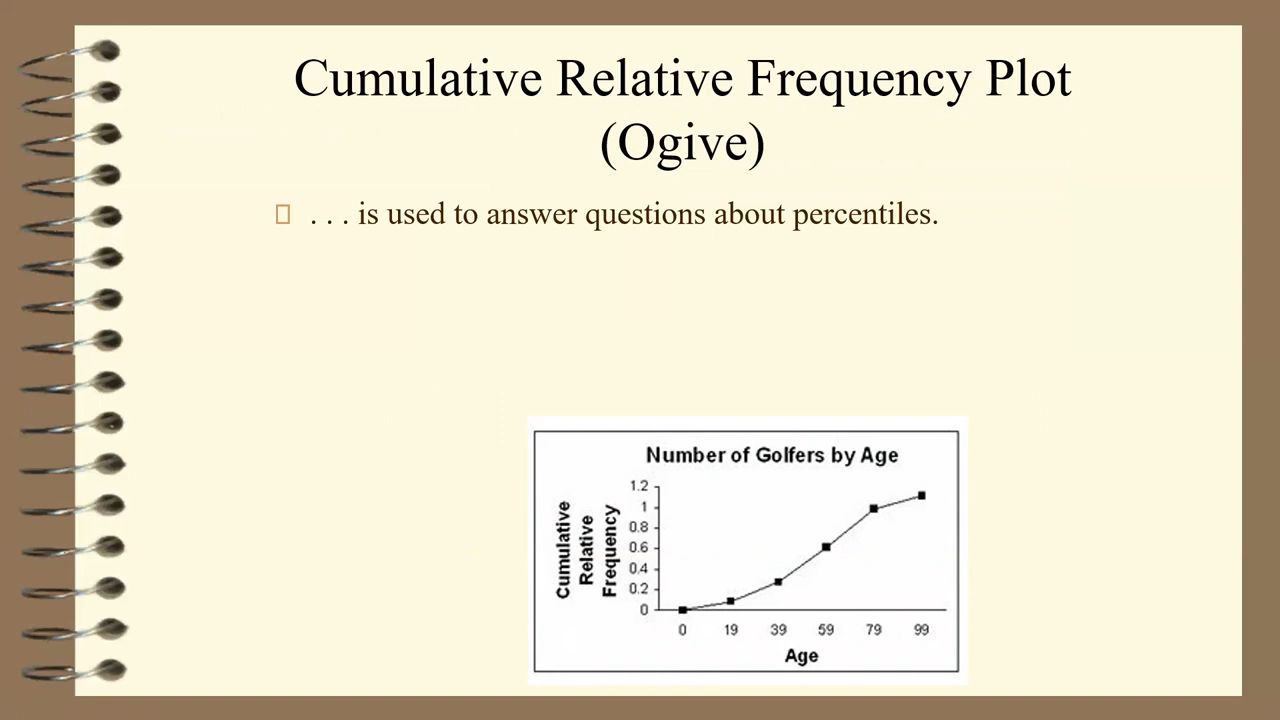 Cumulative Relative Frequency Plot
(Ogive)
. . . is used to answer questions about percentiles.
Number of Golfers by Age
Cumulative
Relative
Frequency
1.2
1
0.8
0.6
0.4
0.2
0
0 19 39 59 79 99
Age